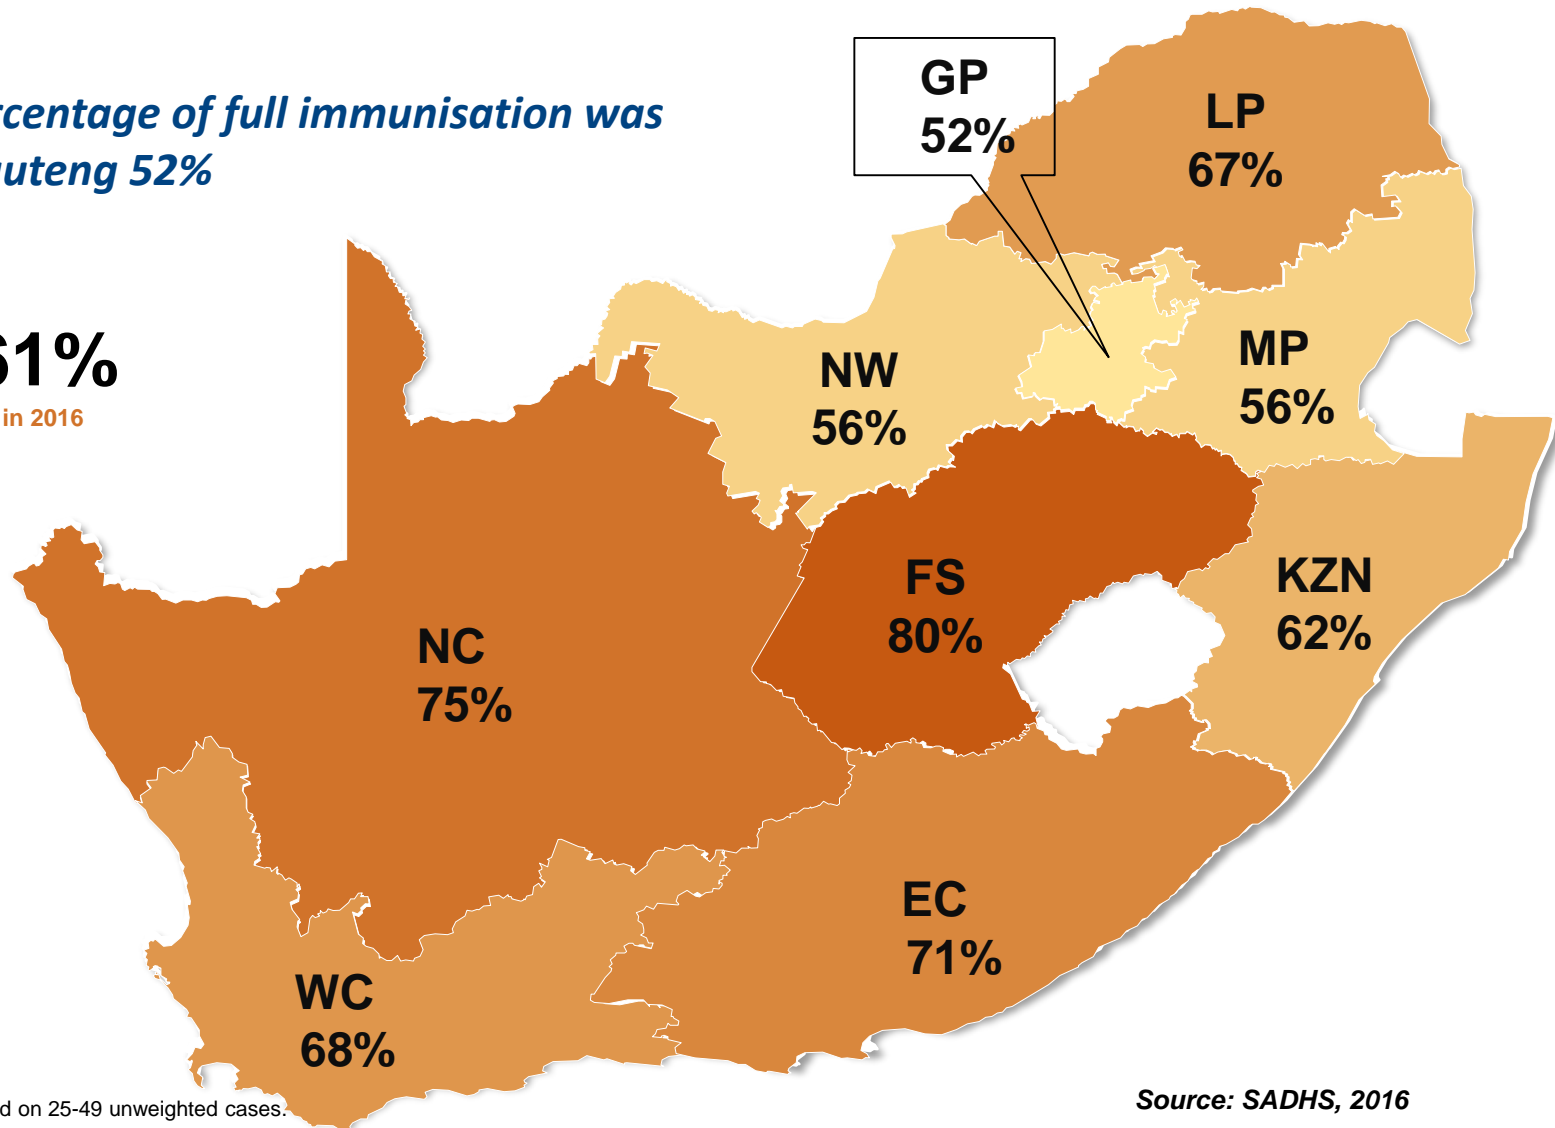 rcentage of full immunisation was
uteng 52%
61%
in 2016
GP
52%
LP
67%
NW
56%
MP
56%
FS
80%
KZN
62%
NC
75%
EC
71%
WC
68%
d on 25-49 unweighted cases.
Source: SADHS, 2016